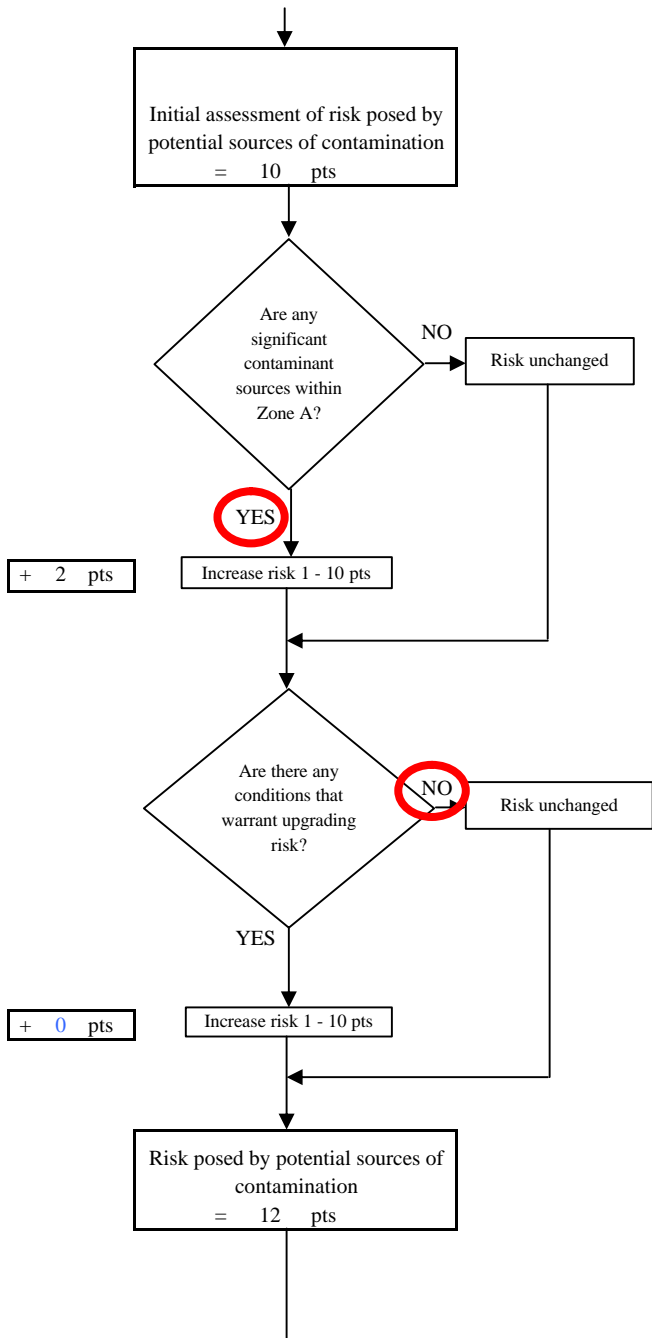 Initial assessment of risk posed by
potential sources of contamination
= 10 pts
Are any
significant
contaminant
sources within
Zone A?
NO
Risk unchanged
YES
+ 2 pts
Increase risk 1 - 10 pts
Are there any
conditions that
warrant upgrading
risk?
NO
Risk unchanged
YES
+ 0 pts
Increase risk 1 - 10 pts
Risk posed by potential sources of
contamination
= 12 pts